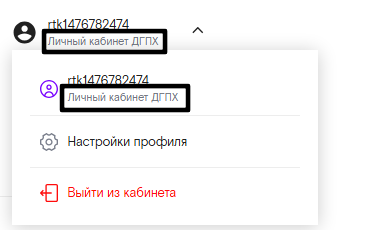 rtk1476782474
Личный кабинет ДГПХ
rtk1476782474
Личный кабинет ДГПХ
Настройки профиля
Выйти из кабинета